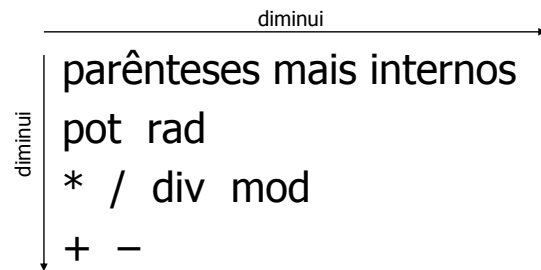 diminui
diminui
parênteses mais internos
pot rad
* / div mod
+ −